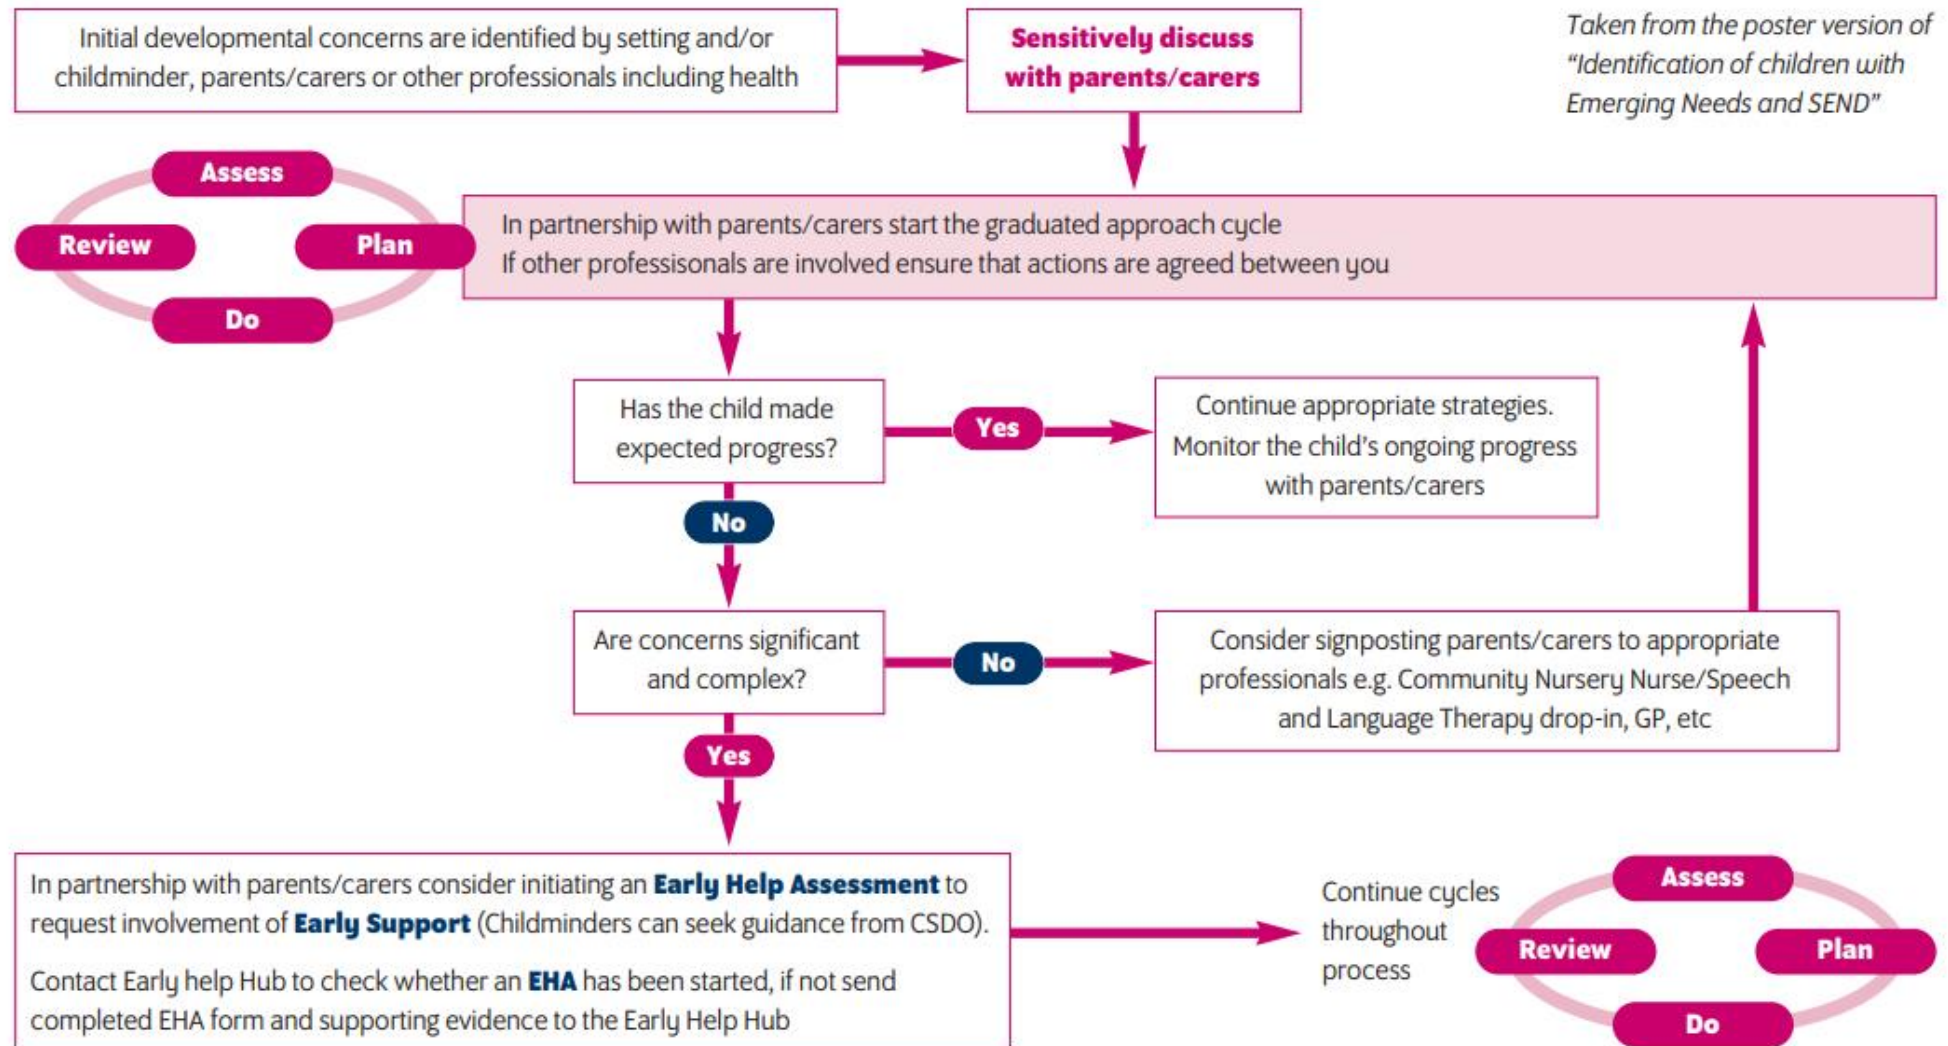 Initial developmental concerns are identified by setting and/or
childminder, parents/carers or other professionals including health
Sensitively discuss
with parents/carers
Taken from the poster version of
“Identification of children with
Emerging Needs and SEND”
Assess
Review
Plan
Do
In partnership with parents/carers start the graduated approach cycle
If other professisonals are involved ensure that actions are agreed between you
Has the child made
expected progress?
Yes
Continue appropriate strategies.
Monitor the child’s ongoing progress
with parents/carers
No
Are concerns significant
and complex?
No
Consider signposting parents/carers to appropriate
professionals e.g. Community Nursery Nurse/Speech
and Language Therapy drop-in, GP, etc
Yes
In partnership with parents/carers consider initiating an Early Help Assessment to
request involvement of Early Support (Childminders can seek guidance from CSDO).
Contact Early help Hub to check whether an EHA has been started, if not send
completed EHA form and supporting evidence to the Early Help Hub
Continue cycles
throughout
process
Assess
Review
Plan
Do